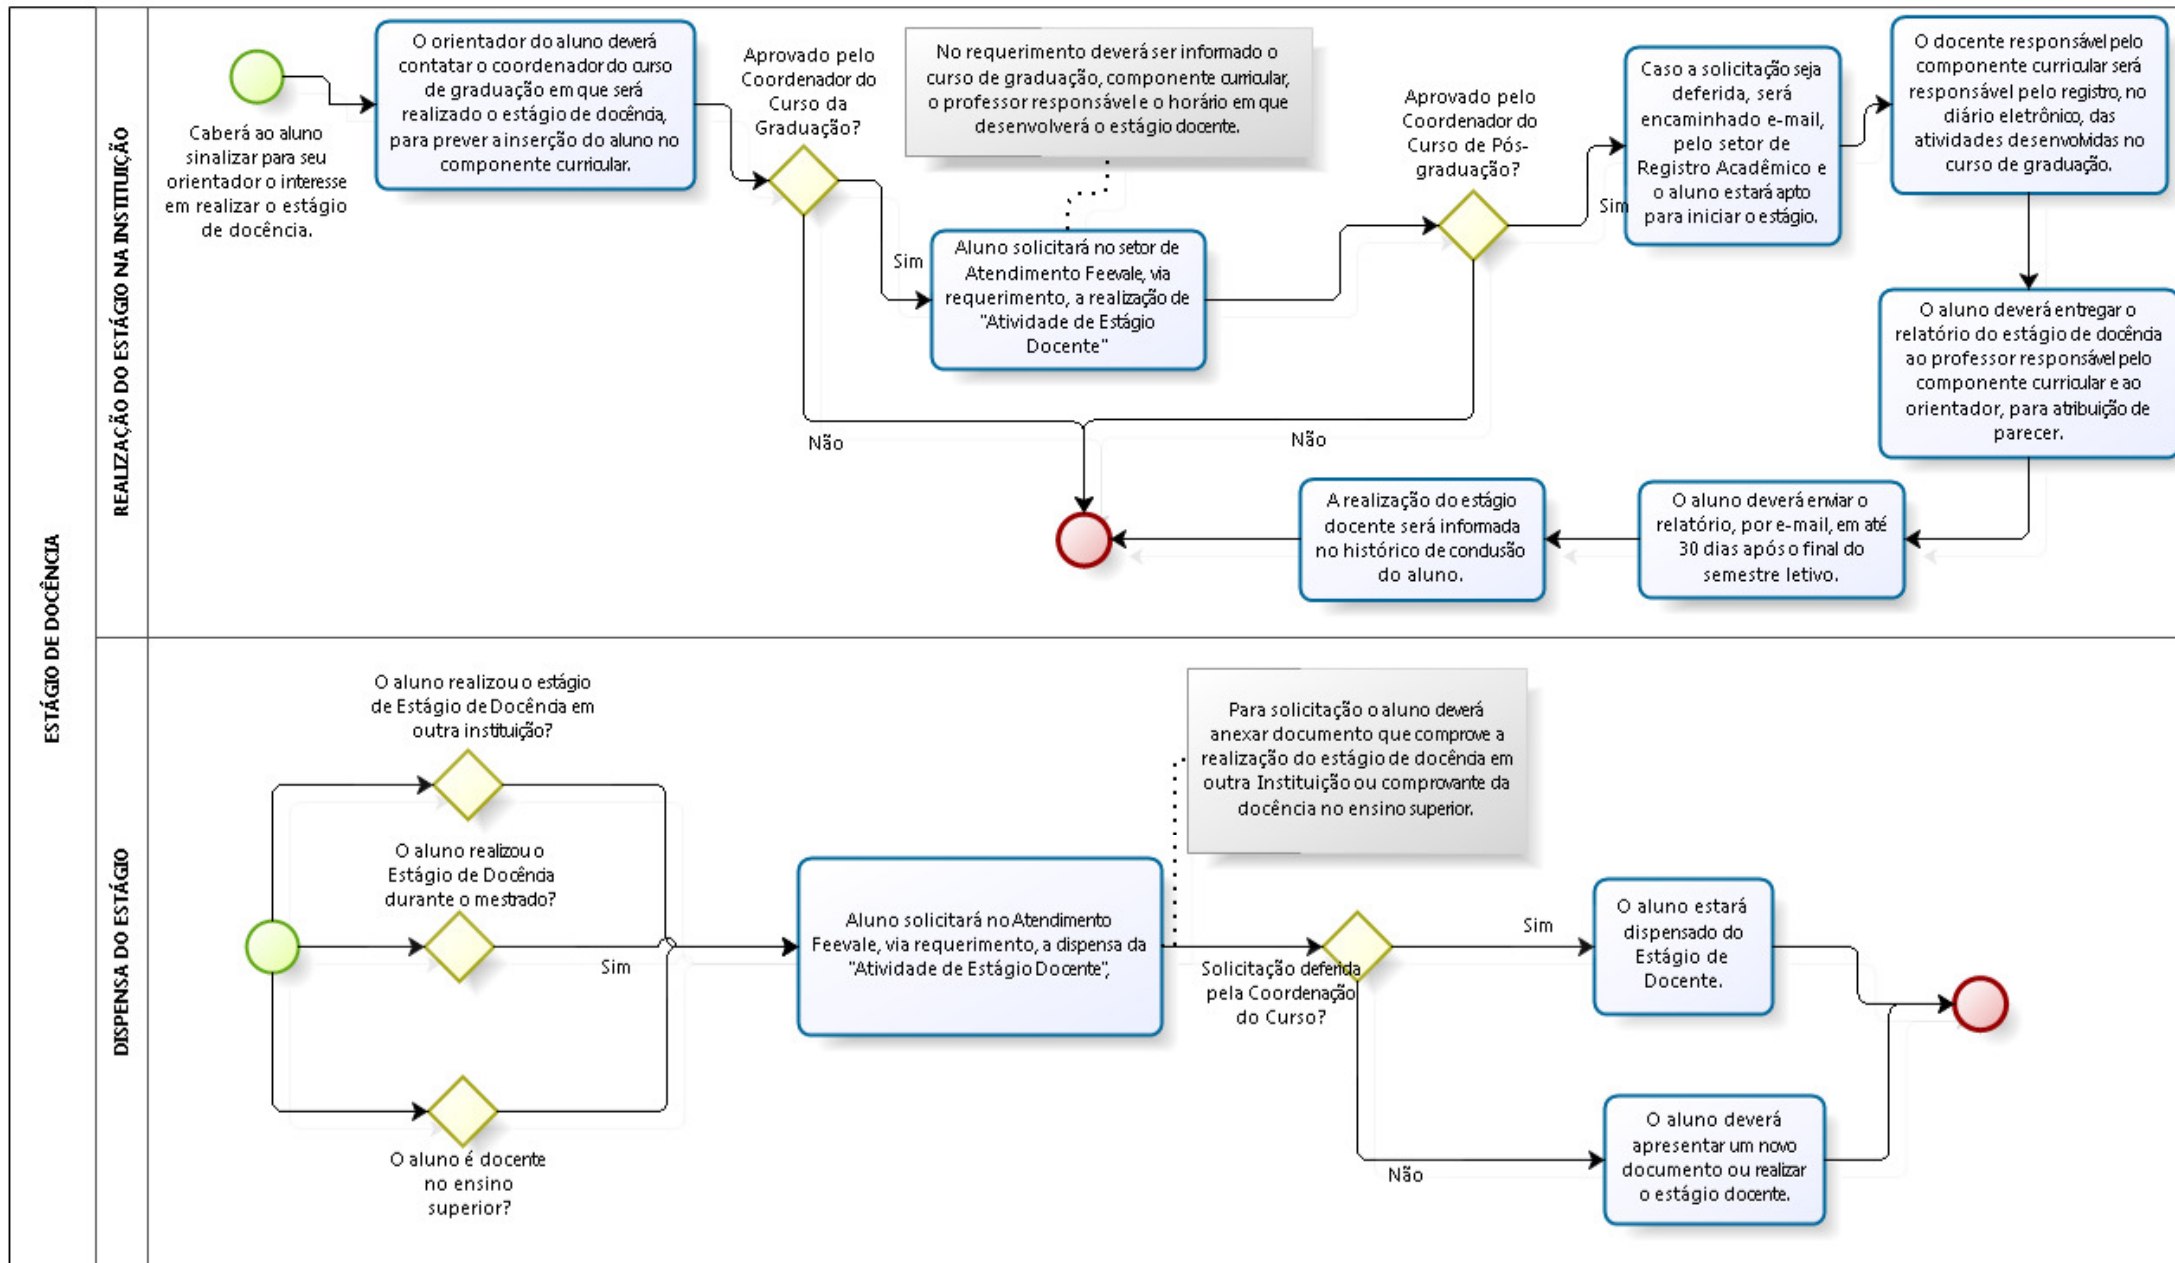 ESTÁGIO DE DOCÊNCIA
REALIZAÇÃO DO ESTÁGIO NA INSTITUIÇÃO
Caberá ao aluno
sinalizar para seu
orientador o interesse
em realizar o estágio
de docência.
O orientador do aluno deverá
contatar o coordenador do curso
de graduação em que será
realizado o estágio de docência,
para prever a inserção do aluno no
componente curricular.
Aprovado pelo
Coordenador do
Curso da
Graduação?
No requerimento deverá ser informado o
curso de graduação, componente curricular,
o professor responsável e o horário em que
desenvolverá o estágio docente.
Sim
Aluno solicitará no setor de
Atendimento Feevale, via
requerimento, a realização de
"Atividade de Estágio
Docente"
Não
Aprovado pelo
Coordenador do
Curso de Pós-
graduação?
Sim
Não
Caso a solicitação seja
deferida, será
encaminhado e-mail,
pelo setor de
Registro Acadêmico e
o aluno estará apto
para iniciar o estágio.
O docente responsável pelo
componente curricular será
responsável pelo registro, no
diário eletrônico, das
atividades desenvolvidas no
curso de graduação.
O aluno deverá entregar o
relatório do estágio de docência
ao professor responsável pelo
componente curricular e ao
orientador, para atribuição de
parecer.
O aluno deverá enviar o
relatório, por e-mail, em até
30 dias após o final do
semestre letivo.
A realização do estágio
docente será informada
no histórico de conclusão
do aluno.
DISPENSA DO ESTÁGIO
O aluno realizou o estágio
de Estágio de Docência em
outra instituição?
O aluno realizou o
Estágio de Docência
durante o mestrado?
O aluno é docente
no ensino
superior?
Sim
Aluno solicitará no Atendimento
Feevale, via requerimento, a dispensa da
"Atividade de Estágio Docente",
Para solicitação o aluno deverá
anexar documento que comprove a
realização do estágio de docência em
outra Instituição ou comprovante da
docência no ensino superior.
Solicitação deferida
pela Coordenação
do Curso?
Sim
O aluno estará
dispensado do
Estágio de
Docente.
Não
O aluno deverá
apresentar um novo
documento ou realizar
o estágio docente.